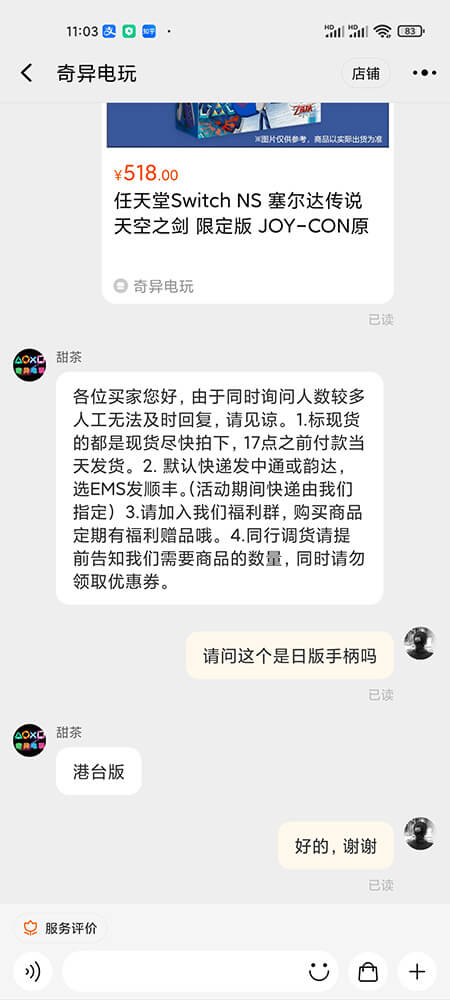 11:03 支 知乎 HD HD 83
奇异电玩 店铺
※图片仅供参考，商品以实际出货为准
¥518.00
任天堂Switch NS 塞尔达传说
天空之剑 限定版 JOY-CON原
奇异电玩
已读
甜茶
各位买家您好，由于同时询问人数较多
人工无法及时回复，请见谅。1.标现货
的都是现货尽快拍下，17点之前付款当
天发货。2. 默认快递发中通或韵达，
选EMS发顺丰。（活动期间快递由我们
指定）3.请加入我们福利群，购买商品
定期有福利赠品哦。4.同行调货请提
前告知我们需要商品的数量，同时请勿
领取优惠券。
请问这个是日版手柄吗
已读
甜茶
奇异电玩
港台版
好的，谢谢
已读
服务评价